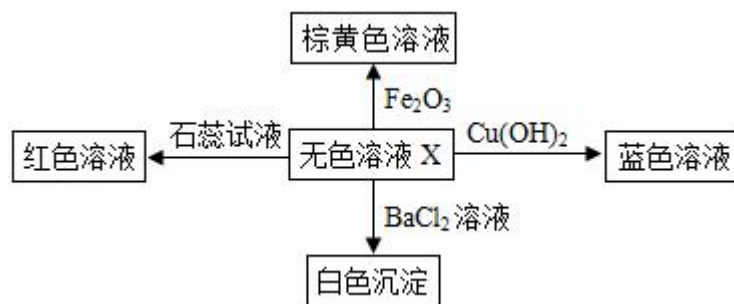 棕黄色溶液
Fe₂O₃
石蕊试液
Cu(OH)₂
红色溶液
无色溶液 X
蓝色溶液
BaCl₂ 溶液
白色沉淀